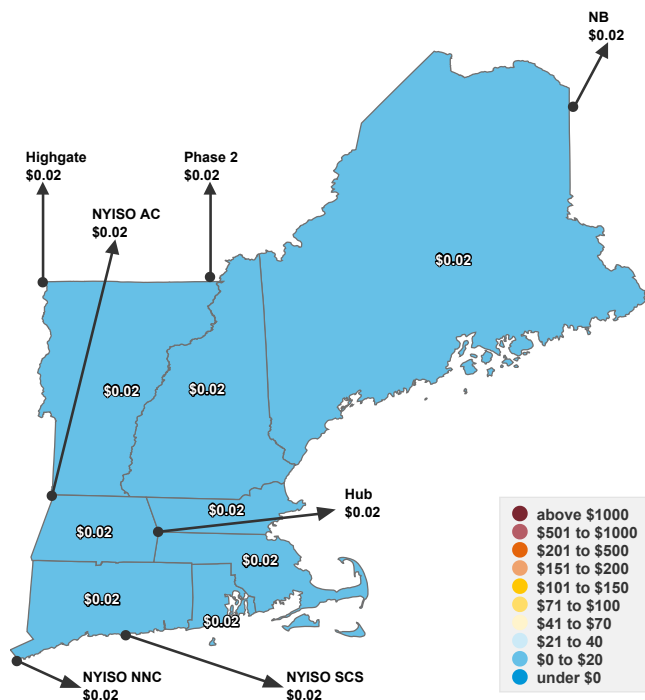 NB
$0.02
Highgate
$0.02
Phase 2
$0.02
NYISO AC
$0.02
$0.02
$0.02
$0.02
Hub
$0.02
$0.02
$0.02
$0.02
$0.02
$0.02
NYISO NNC
$0.02
NYISO SCS
$0.02
above $1000
$501 to $1000
$201 to $500
$151 to $200
$101 to $150
$71 to $100
$41 to $70
$21 to 40
$0 to $20
under $0